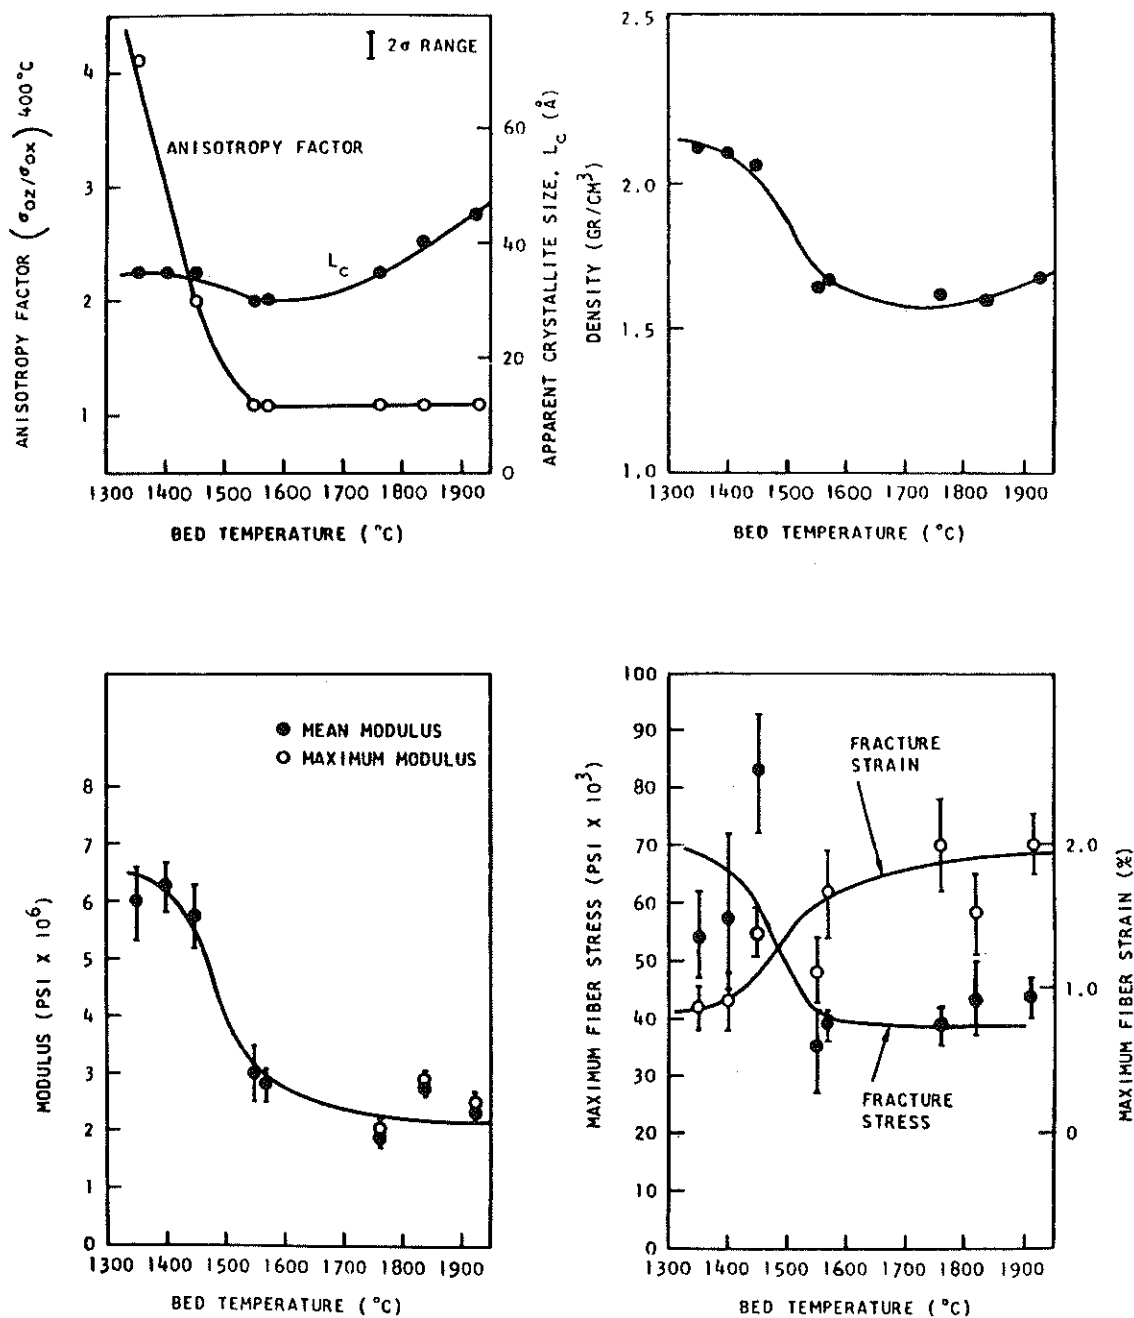 2σ RANGE
4
3
2
1
ANISOTROPY FACTOR (σOZ/σOX) 400°C
ANISOTROPY FACTOR
LC
60
40
20
0
APPARENT CRYSTALLITE SIZE, LC (Å)
1300 1400 1500 1600 1700 1800 1900
BED TEMPERATURE (°C)
2.5
2.0
1.5
1.0
DENSITY (GR/CM³)
1300 1400 1500 1600 1700 1800 1900
BED TEMPERATURE (°C)
MEAN MODULUS
MAXIMUM MODULUS
8
7
6
5
4
3
2
1
0
MODULUS (PSI X 10⁶)
1300 1400 1500 1600 1700 1800 1900
BED TEMPERATURE (°C)
100
90
80
70
60
50
40
30
20
10
0
MAXIMUM FIBER STRESS (PSI X 10³)
FRACTURE
STRAIN
FRACTURE
STRESS
2.0
1.0
0
MAXIMUM FIBER STRAIN (%)
1300 1400 1500 1600 1700 1800 1900
BED TEMPERATURE (°C)